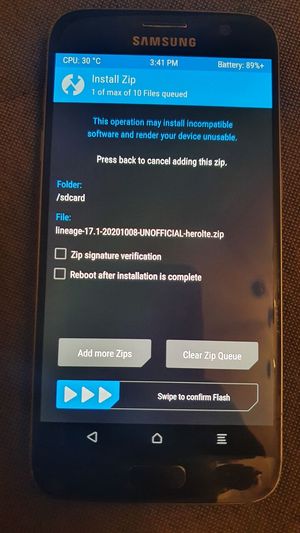 SAMSUNG
CPU: 30 °C 3:41 PM Battery: 89%+
Install Zip
1 of max of 10 Files queued
This operation may install incompatible
software and render your device unusable.
Press back to cancel adding this zip.
Folder:
/sdcard
File:
lineage-17.1-20201008-UNOFFICIAL-herolte.zip
Zip signature verification
Reboot after installation is complete
Add more Zips Clear Zip Queue
Swipe to confirm Flash